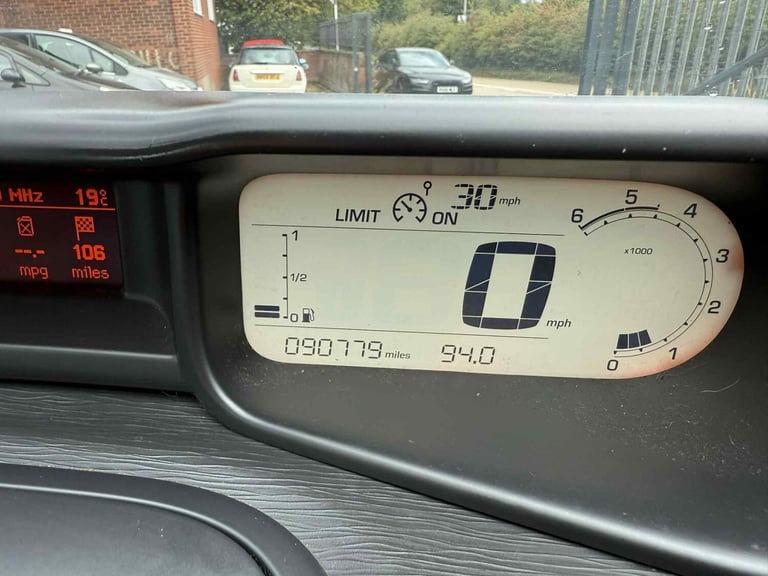 MHz 19°C
--.- 106
mpg miles
LIMIT ON 30 mph
1
1/2
0
0 mph
090779 miles 94.0
6 5 4
x1000 3
2
0 1